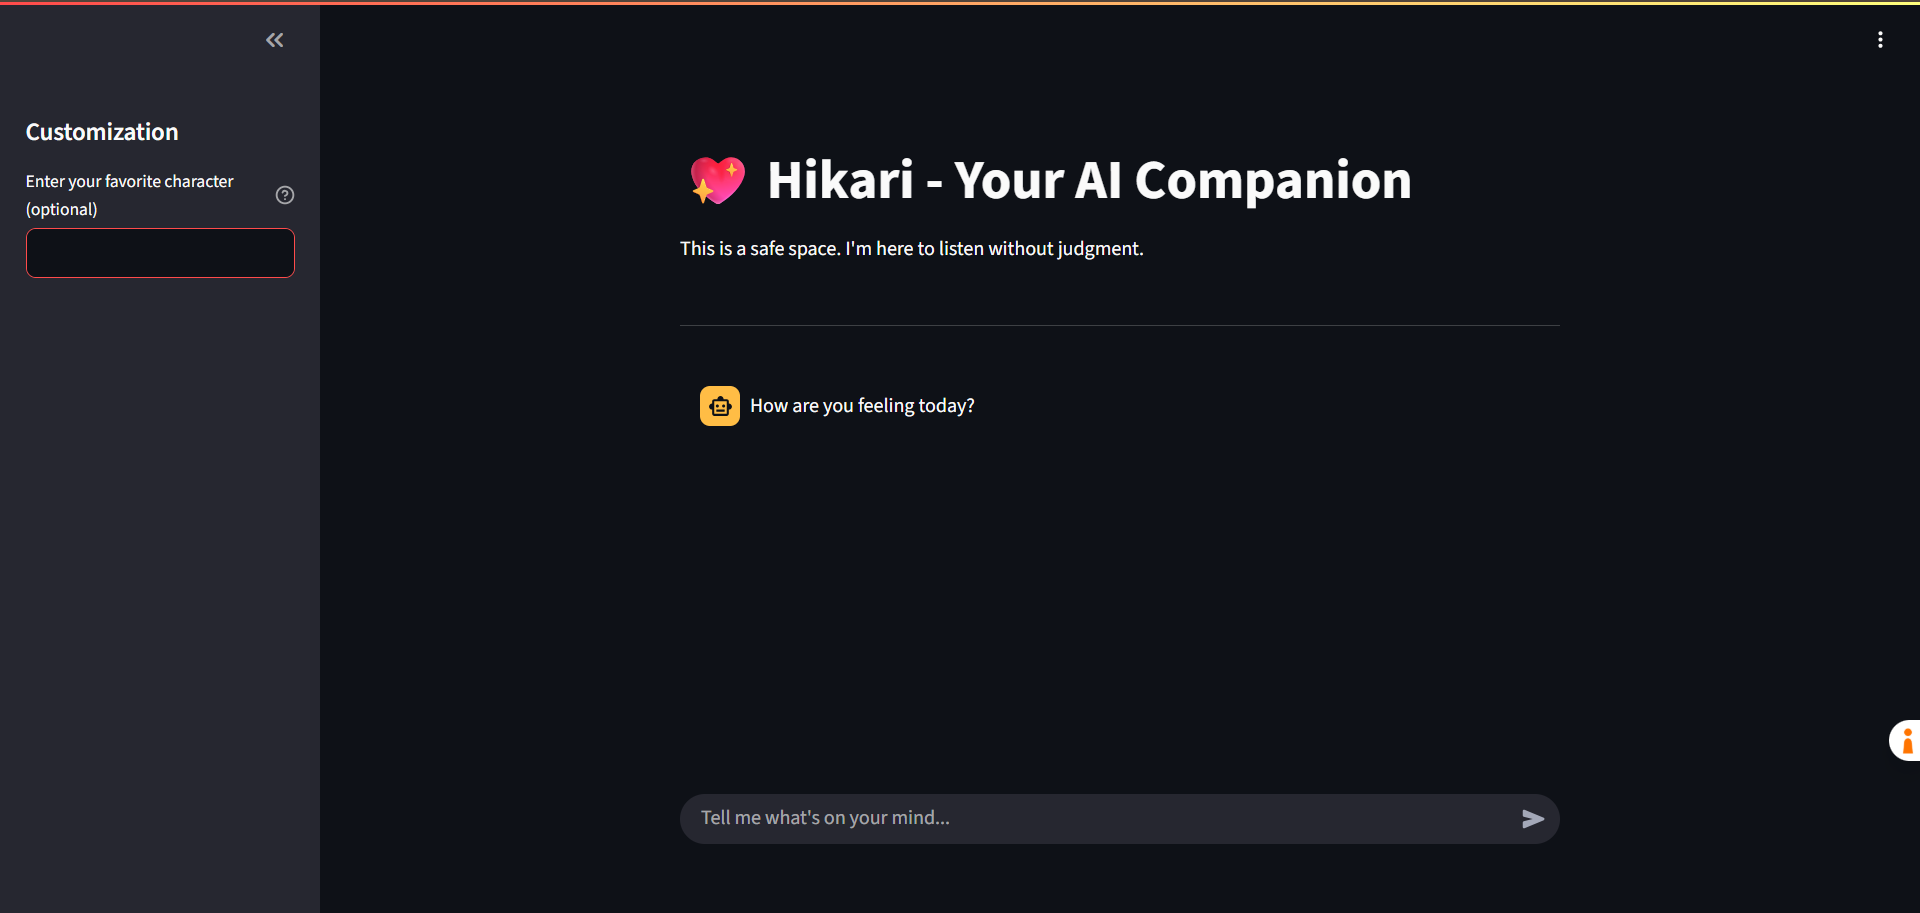 Customization
Enter your favorite character
(optional)
💖 Hikari - Your AI Companion
This is a safe space. I'm here to listen without judgment.
How are you feeling today?
Tell me what's on your mind...